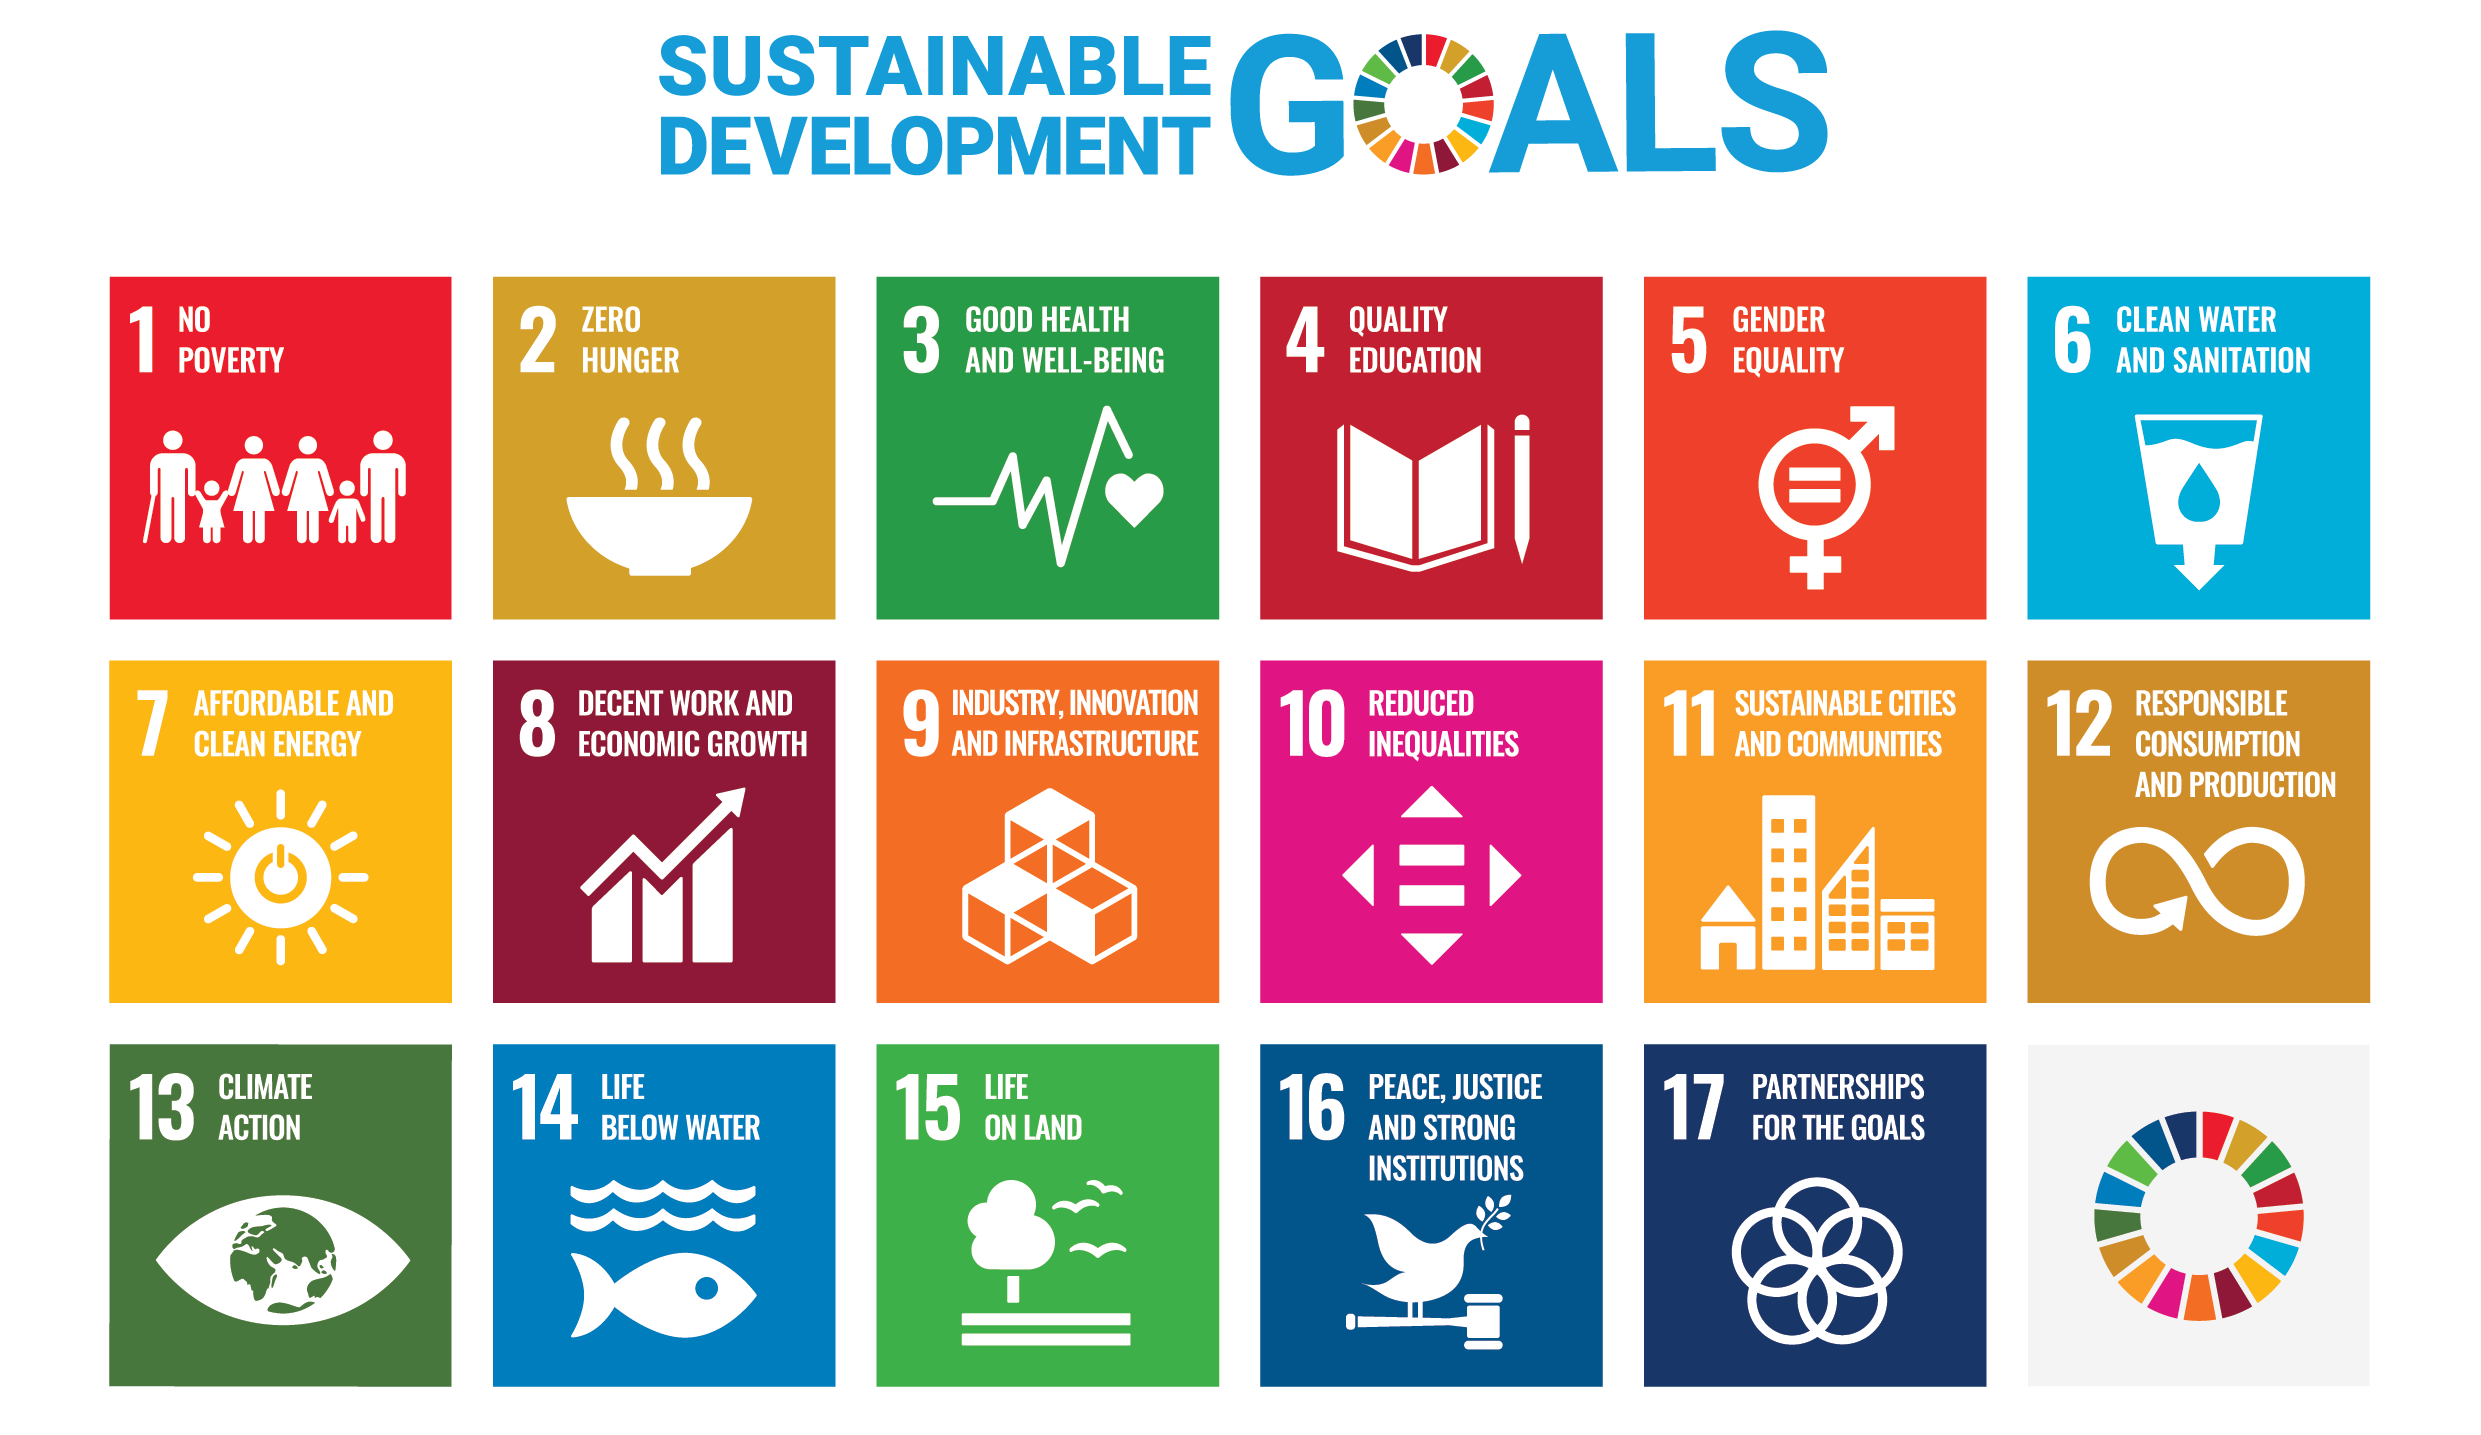 SUSTAINABLE
DEVELOPMENT
GOALS
1 NO
POVERTY
2 ZERO
HUNGER
3 GOOD HEALTH
AND WELL-BEING
4 QUALITY
EDUCATION
5 GENDER
EQUALITY
6 CLEAN WATER
AND SANITATION
7 AFFORDABLE AND
CLEAN ENERGY
8 DECENT WORK AND
ECONOMIC GROWTH
9 INDUSTRY, INNOVATION
AND INFRASTRUCTURE
10 REDUCED
INEQUALITIES
11 SUSTAINABLE CITIES
AND COMMUNITIES
12 RESPONSIBLE
CONSUMPTION
AND PRODUCTION
13 CLIMATE
ACTION
14 LIFE
BELOW WATER
15 LIFE
ON LAND
16 PEACE, JUSTICE
AND STRONG
INSTITUTIONS
17 PARTNERSHIPS
FOR THE GOALS